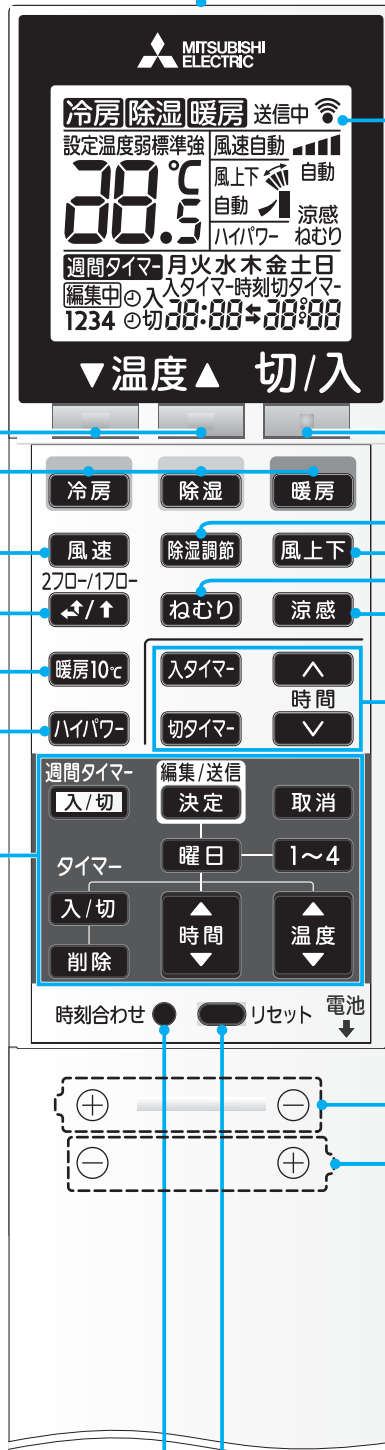 MITSUBISHI
ELECTRIC
冷房 除湿 暖房 送信中
設定温度弱標準強 風速自動
88.5℃ 風上下 自動
自動 涼感
ハイパワー ねむり
週間タイマー 月火水木金土日
編集中 入 入タイマー時刻切タイマー
1234 切 88:88 88:88
▼温度▲ 切/入
冷房 除湿 暖房
風速 除湿調節 風上下
2フロー/1フロー
/↑ ねむり 涼感
暖房10℃ 入タイマー ∧
時間
ハイパワー 切タイマー ∨
週間タイマー 編集/送信
入/切 決定 取消
曜日 1~4
タイマー
入/切 ▲ ▲
時間 温度
削除 ▼ ▼
時刻合わせ リセット 電池
+ −
− +